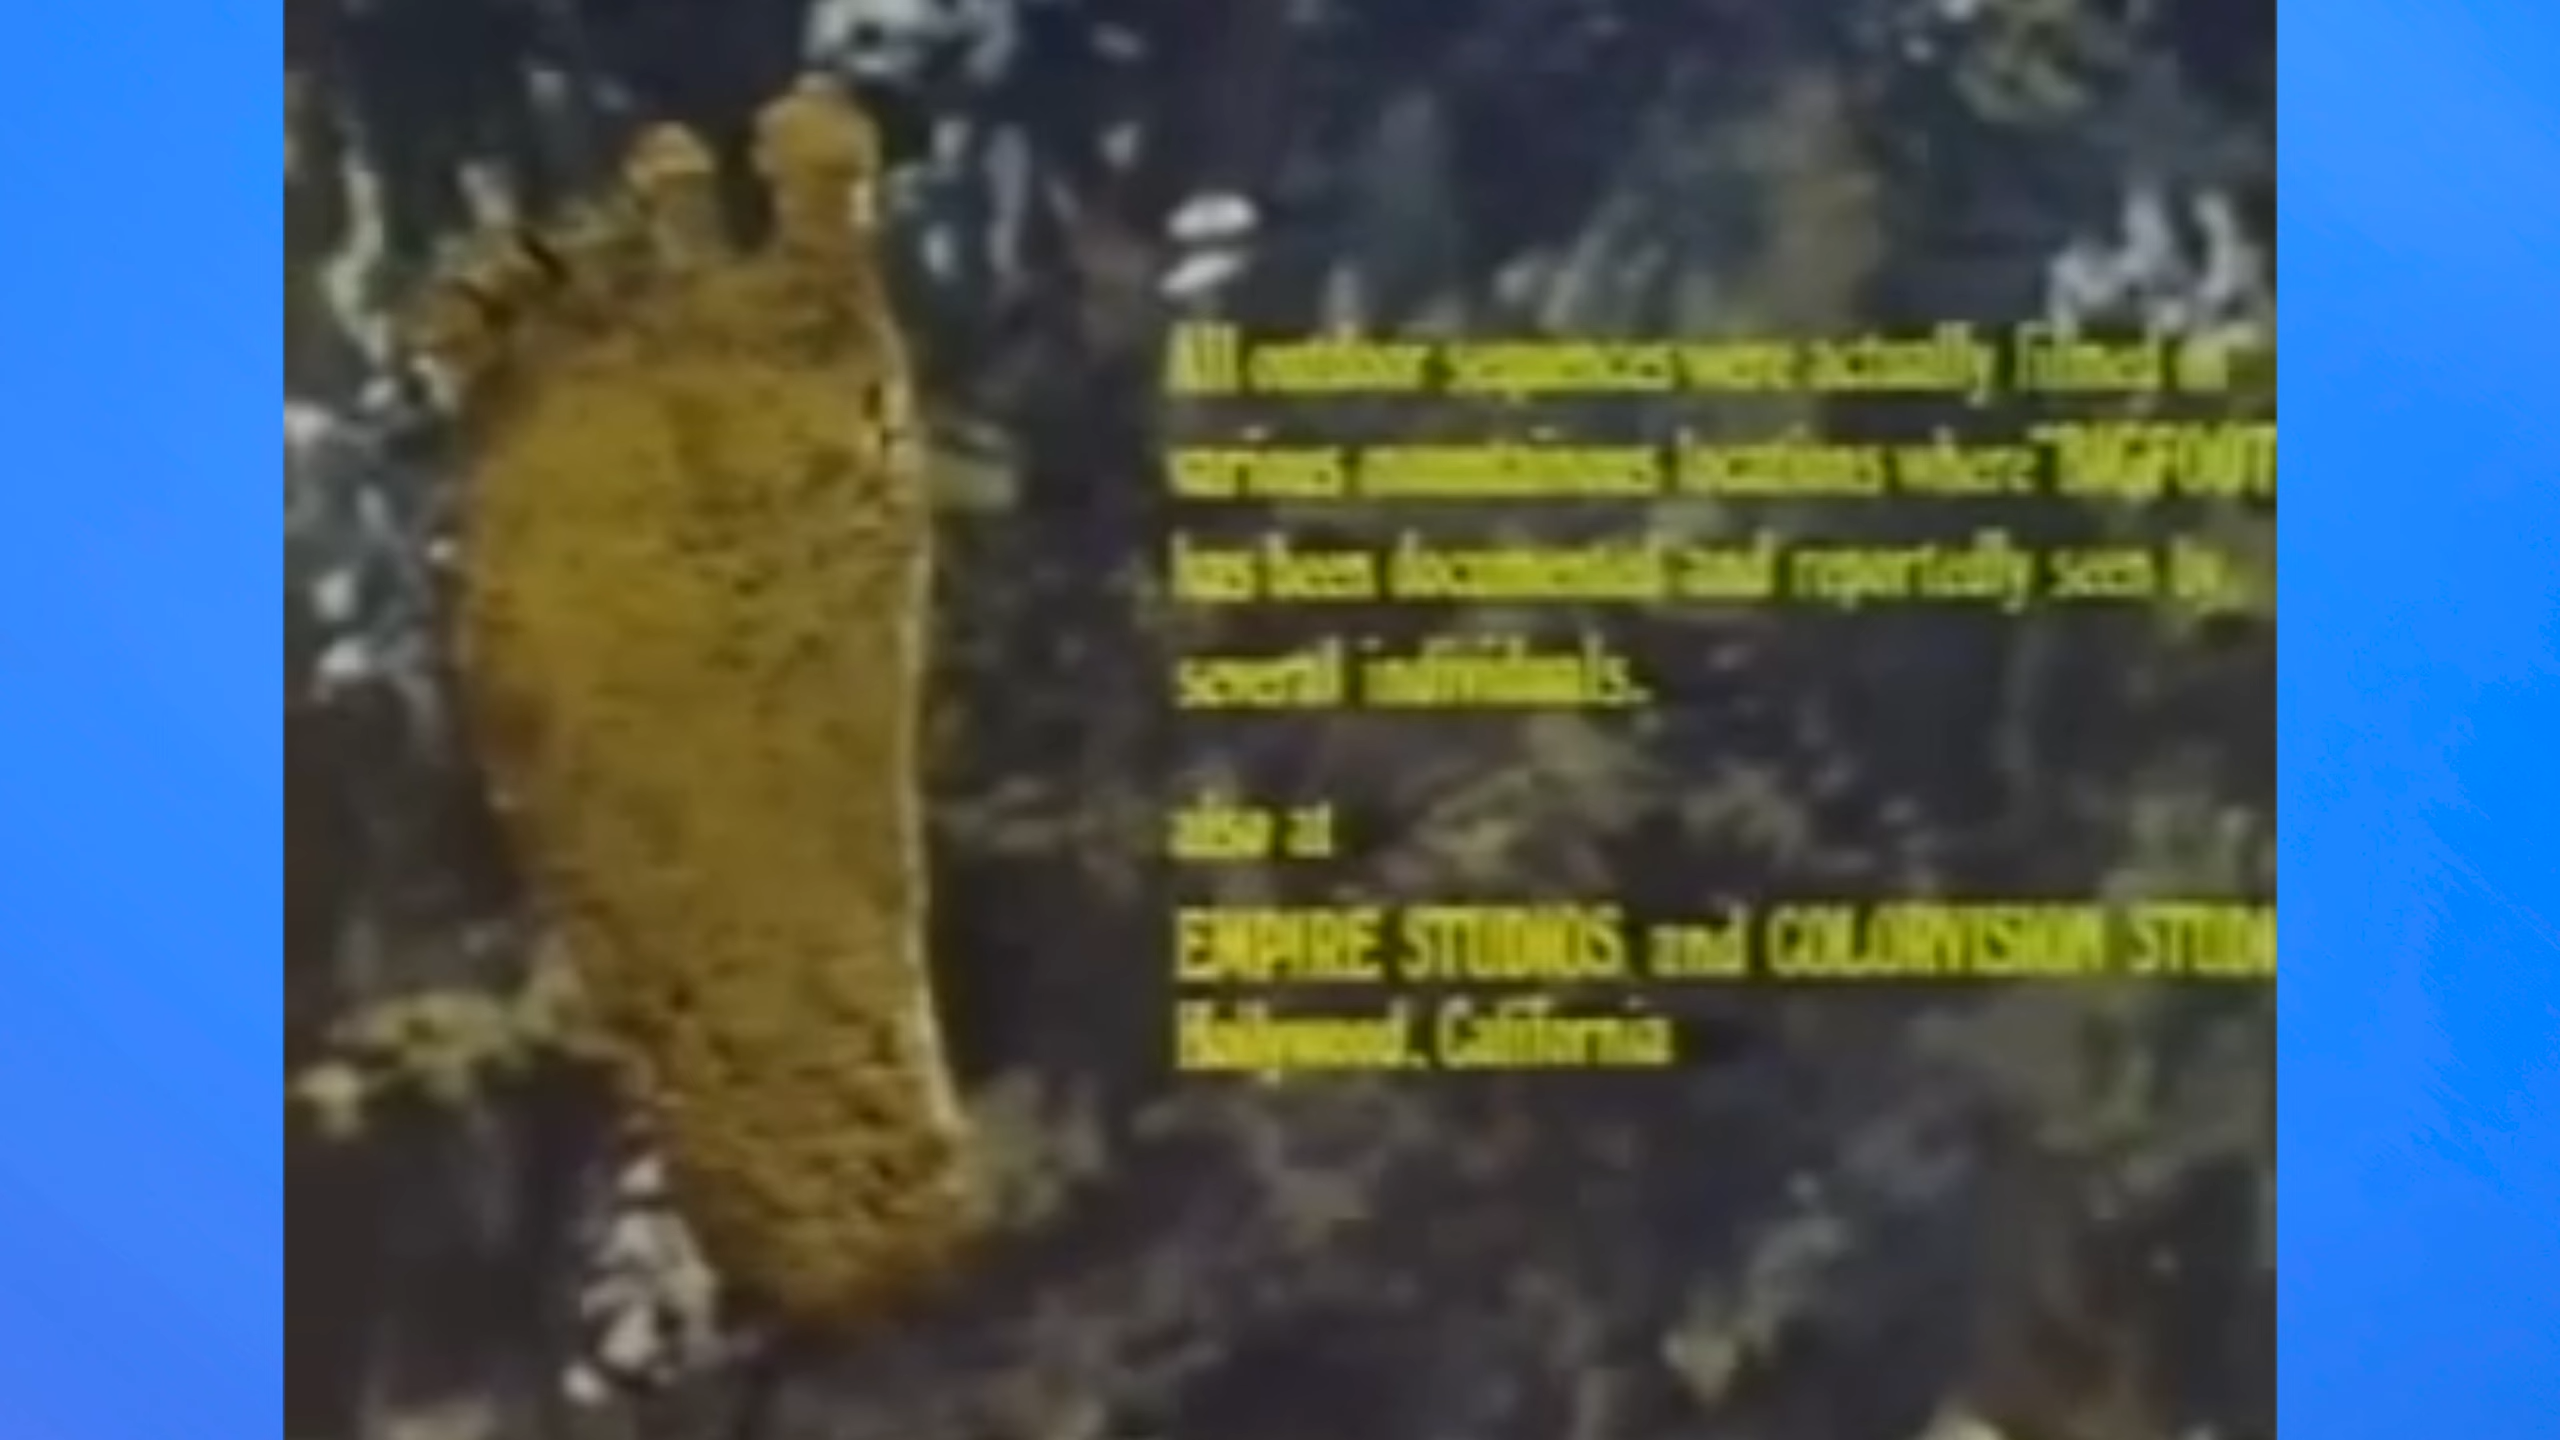 All outdoor sequences were actually filmed at
various mountainous locations where "BIGFOOT
has been documented and reportedly seen by
several individuals.
also at
EMPIRE STUDIOS and COLORVISION STUDI
Hollywood, California